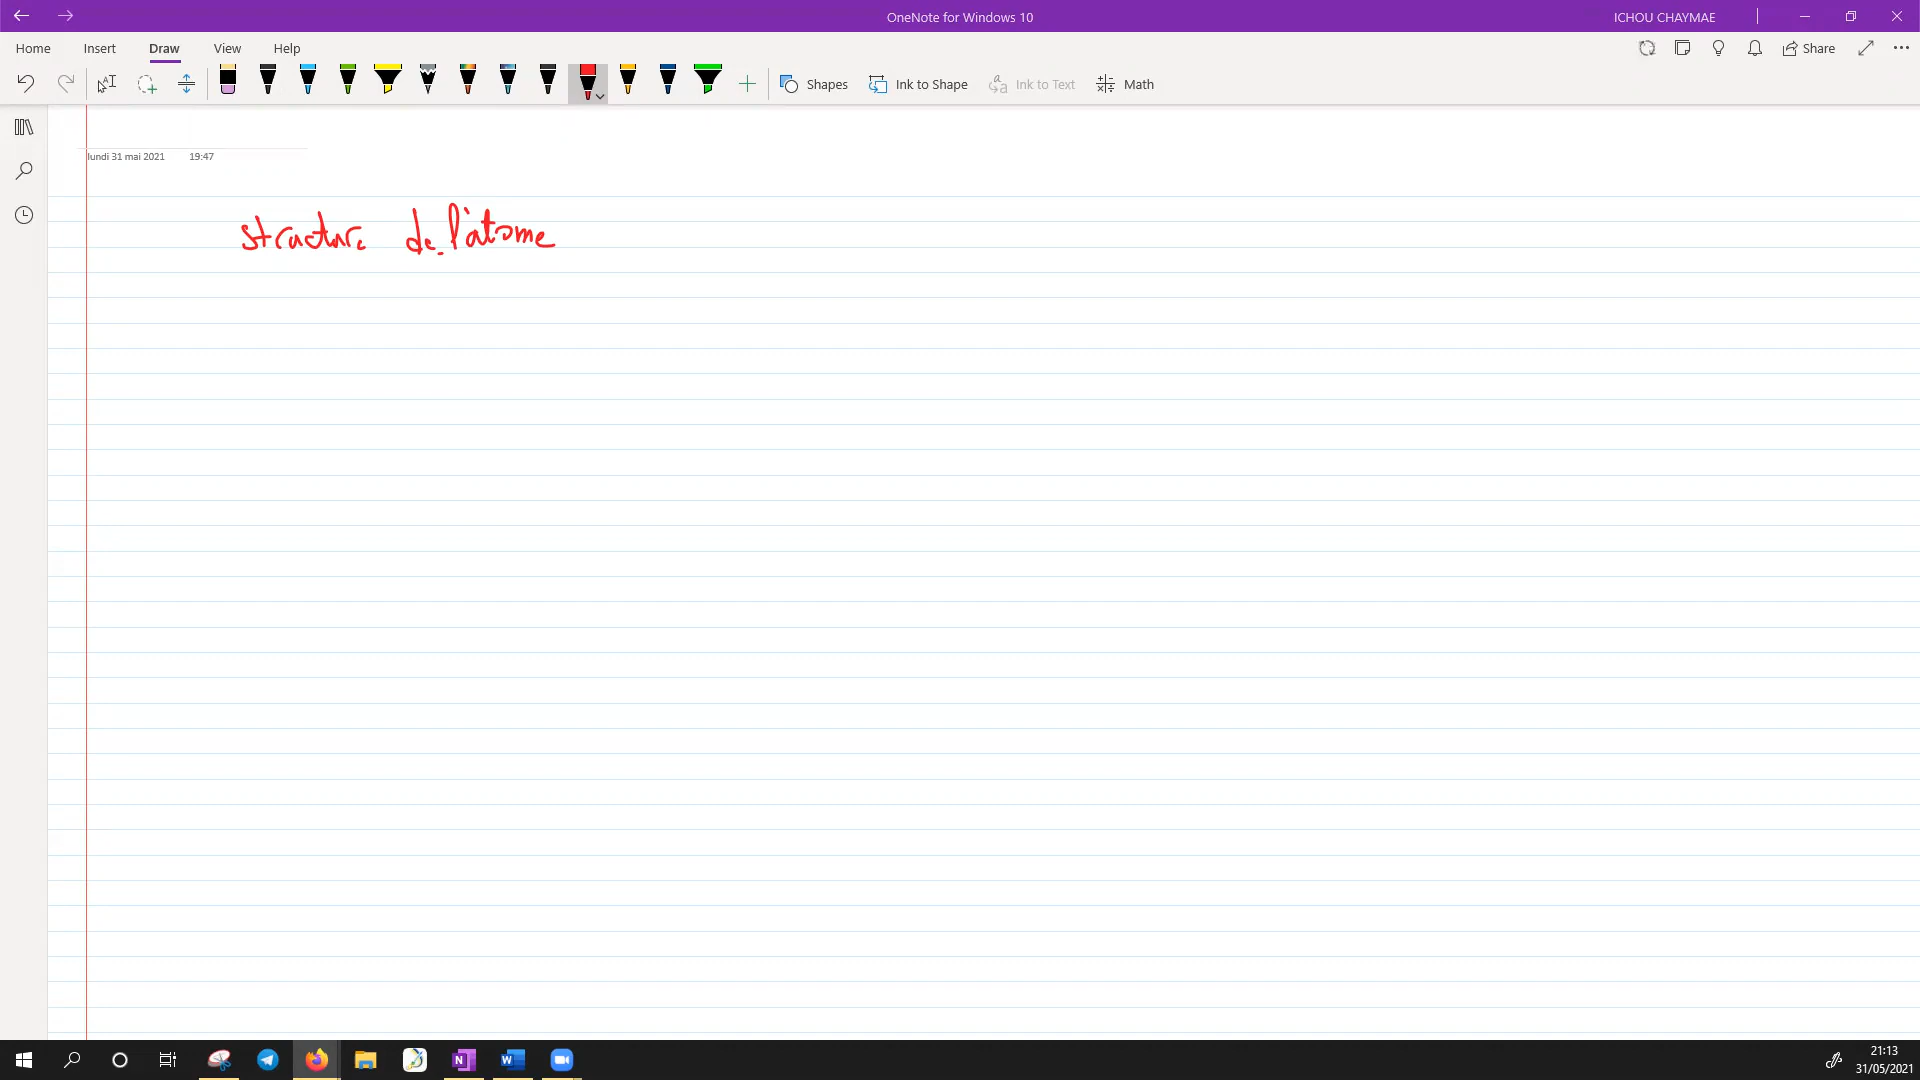 OneNote for Windows 10
ICHOU CHAYMAE
Home Insert Draw View Help
Share
Shapes Ink to Shape Ink to Text Math
lundi 31 mai 2021 19:47
structure de l'atome
21:13
31/05/2021